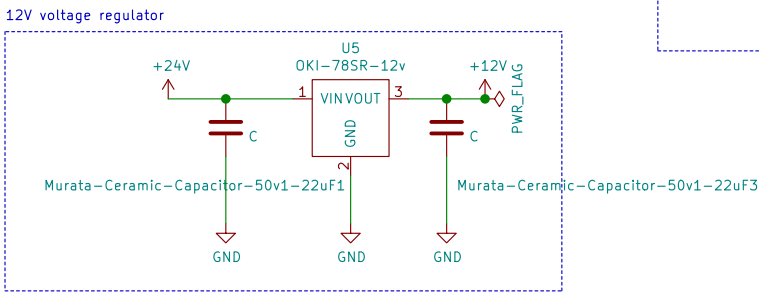 12V voltage regulator
U5
OKI-78SR-12v
+24V
+12V
PWR_FLAG
1
VIN
VOUT
3
GND
2
C
C
Murata-Ceramic-Capacitor-50v1-22uF1
Murata-Ceramic-Capacitor-50v1-22uF3
GND
GND
GND